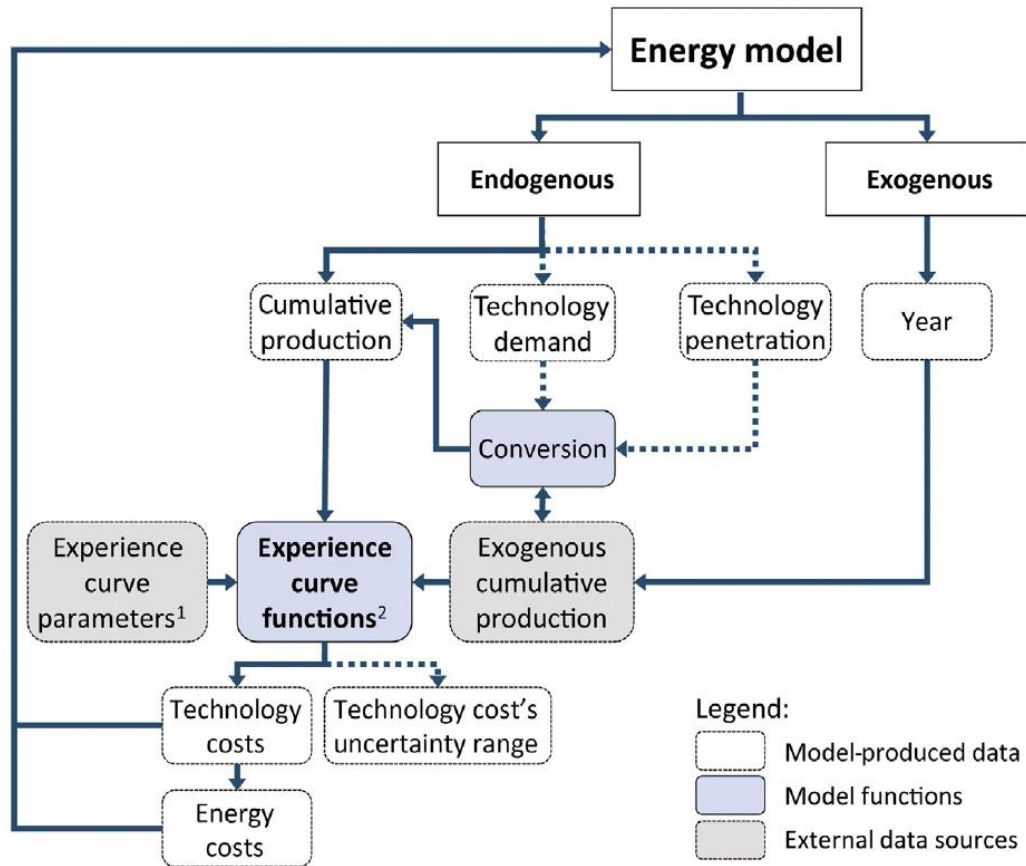 Energy model
Endogenous
Exogenous
Cumulative
production
Technology
demand
Technology
penetration
Year
Conversion
Experience
curve
parameters¹
Experience
curve
functions²
Exogenous
cumulative
production
Technology
costs
Technology cost's
uncertainty range
Energy
costs
Legend:
Model-produced data
Model functions
External data sources